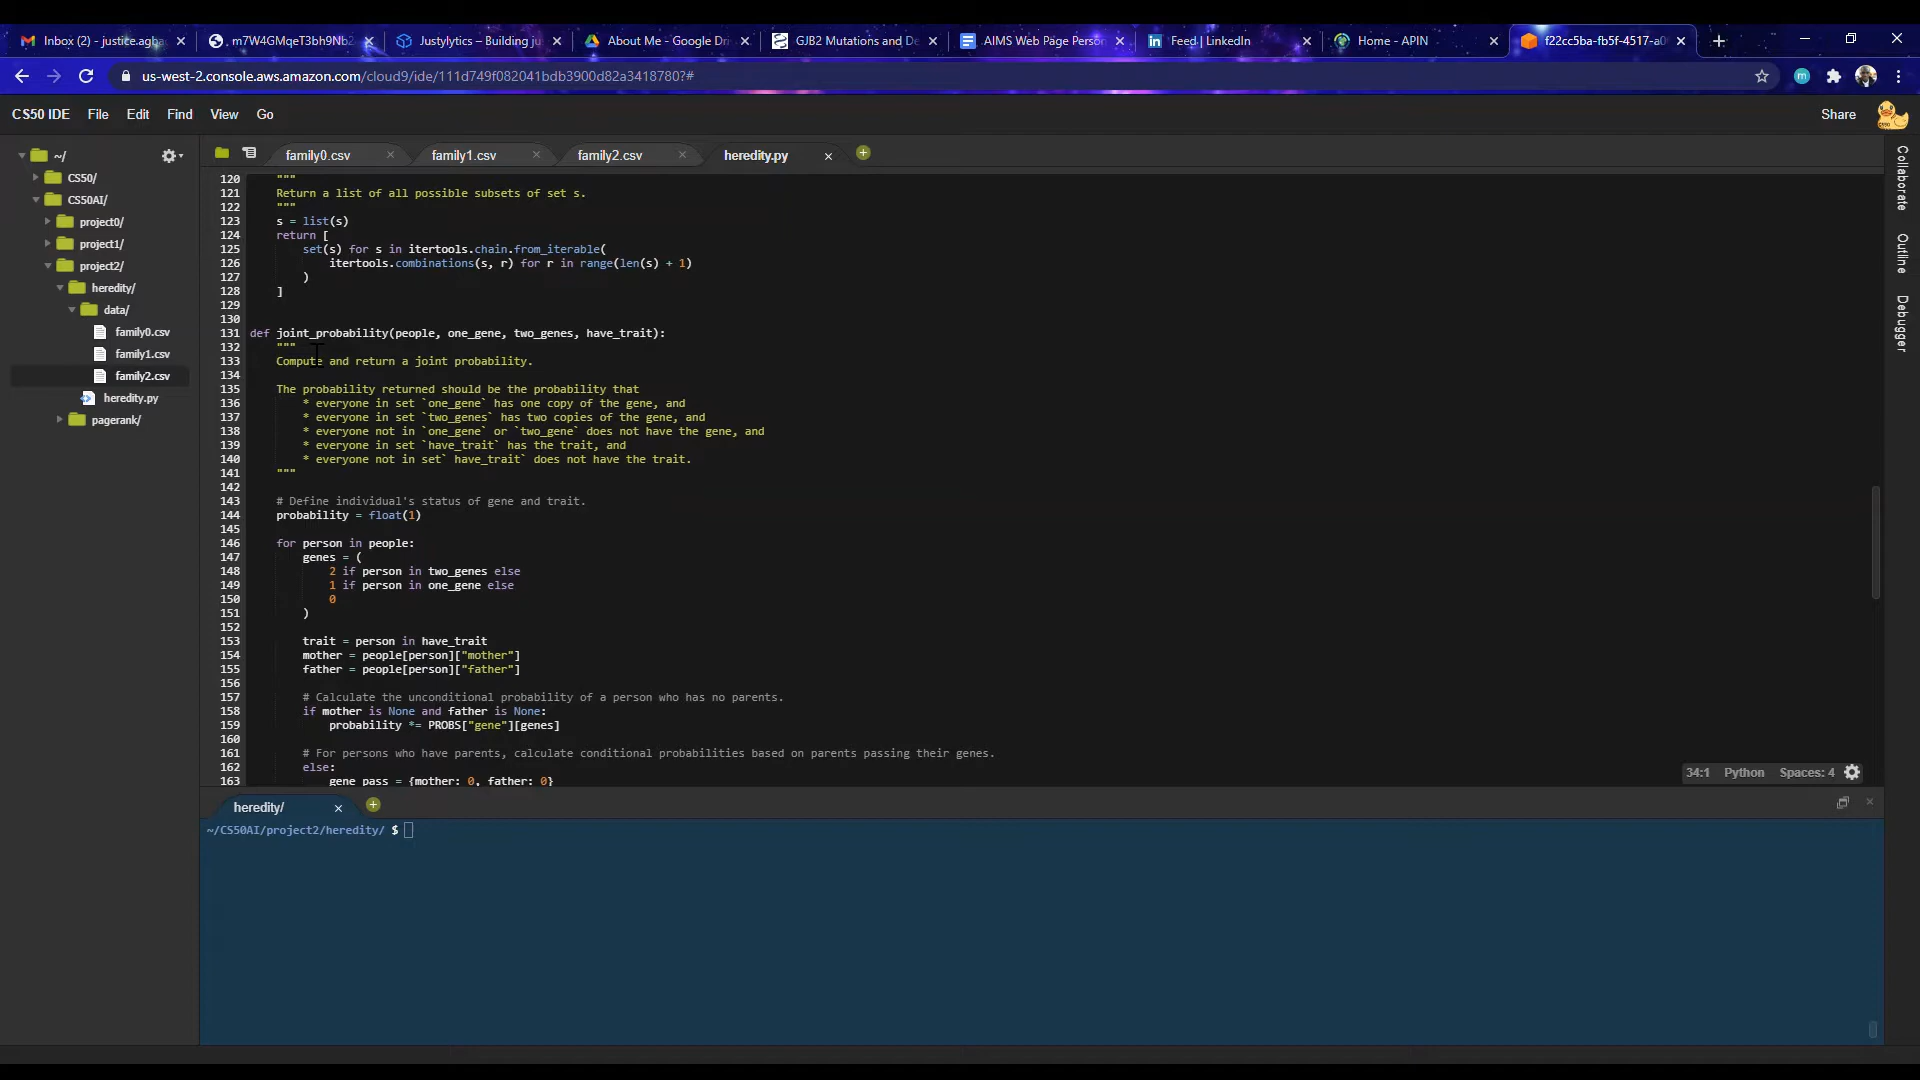 Inbox (2) - justice.agba
m7W4GMqeT3bh9Nb2
Justylytics – Building ju
About Me - Google Dri
GJB2 Mutations and De
AIMS Web Page Person
Feed | LinkedIn
Home - APIN
f22cc5ba-fb5f-4517-a0
us-west-2.console.aws.amazon.com/cloud9/ide/111d749f082041bdb3900d82a3418780?#
CS50 IDE File Edit Find View Go Share
~/
CS50/
CS50AI/
project0/
project1/
project2/
heredity/
data/
family0.csv
family1.csv
family2.csv
heredity.py
pagerank/
family0.csv family1.csv family2.csv heredity.py
120 """
121 Return a list of all possible subsets of set s.
122 """
123 s = list(s)
124 return [
125 set(s) for s in itertools.chain.from_iterable(
126 itertools.combinations(s, r) for r in range(len(s) + 1)
127 )
128 ]
129
130
131 def joint_probability(people, one_gene, two_genes, have_trait):
132 """
133 Compute and return a joint probability.
134
135 The probability returned should be the probability that
136 * everyone in set `one_gene` has one copy of the gene, and
137 * everyone in set `two_genes` has two copies of the gene, and
138 * everyone not in `one_gene` or `two_gene` does not have the gene, and
139 * everyone in set `have_trait` has the trait, and
140 * everyone not in set` have_trait` does not have the trait.
141 """
142
143 # Define individual's status of gene and trait.
144 probability = float(1)
145
146 for person in people:
147 genes = (
148 2 if person in two_genes else
149 1 if person in one_gene else
150 0
151 )
152
153 trait = person in have_trait
154 mother = people[person]["mother"]
155 father = people[person]["father"]
156
157 # Calculate the unconditional probability of a person who has no parents.
158 if mother is None and father is None:
159 probability *= PROBS["gene"][genes]
160
161 # For persons who have parents, calculate conditional probabilities based on parents passing their genes.
162 else:
163 gene_pass = {mother: 0, father: 0}
34:1 Python Spaces: 4
Collaborate
Outline
Debugger
heredity/
~/CS50AI/project2/heredity/ $